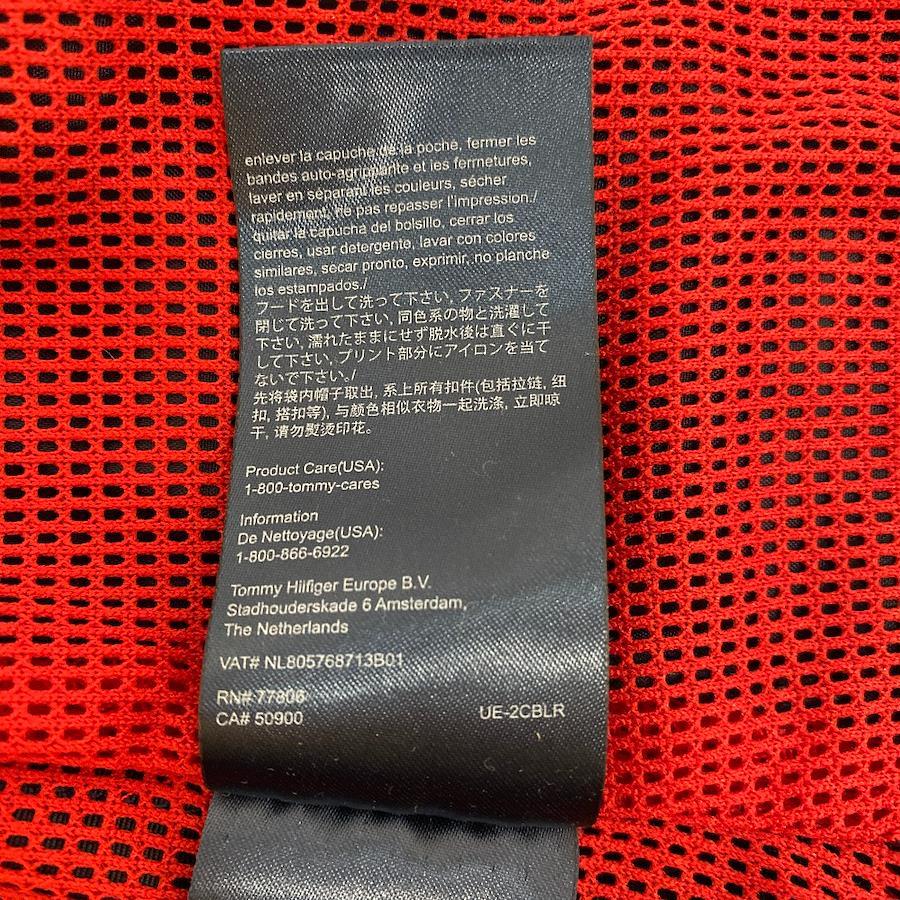 enlever la capuche de la poche, fermer les
bandes auto-agrippante et les fermetures,
laver en séparant les couleurs, sécher
rapidement, ne pas repasser l'impression./
quitar la capucha del bolsillo, cerrar los
cierres, usar detergente, lavar con colores
similares, secar pronto, exprimir, no planche
los estampados./
フードを出して洗って下さい, ファスナーを
閉じて洗って下さい, 同色系の物と洗濯して
下さい, 濡れたままにせず脱水後は直ぐに干
して下さい, プリント部分にアイロンを当て
ないで下さい。/
先将袋内帽子取出, 系上所有扣件(包括拉链, 纽
扣, 搭扣等), 与颜色相似衣物一起洗涤, 立即晾
干, 请勿熨烫印花。
Product Care(USA):
1-800-tommy-cares
Information
De Nettoyage(USA):
1-800-866-6922
Tommy Hilfiger Europe B.V.
Stadhouderskade 6 Amsterdam,
The Netherlands
VAT# NL805768713B01
RN# 77806
CA# 50900
UE-2CBLR